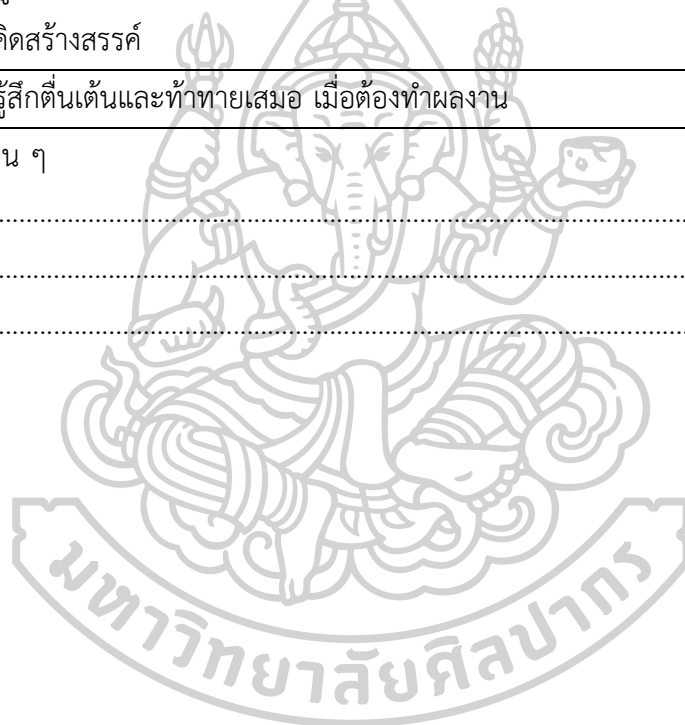 คิดสร้างสรรค์
รู้สึกตื่นเต้นและท้าทายเสมอ เมื่อต้องทำผลงาน
น ๆ
มหาวิทยาลัยศิลปากร